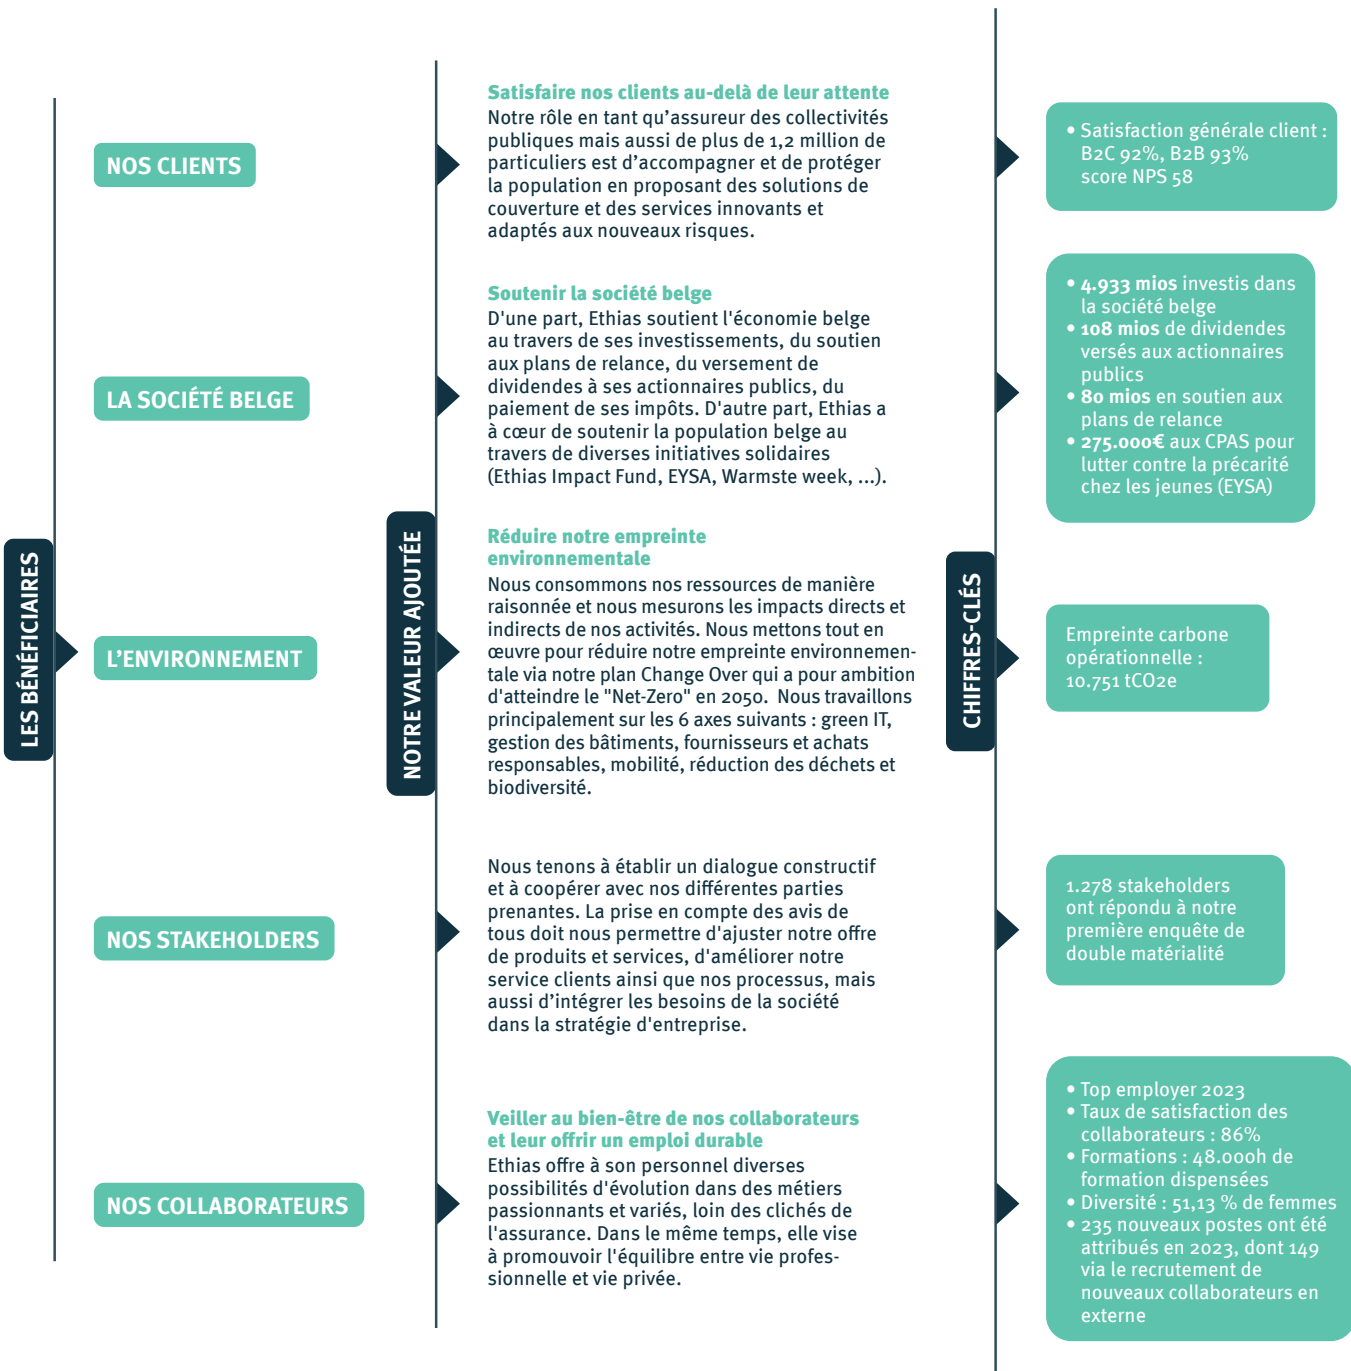 LES BÉNÉFICIAIRES
NOS CLIENTS
LA SOCIÉTÉ BELGE
L’ENVIRONNEMENT
NOS STAKEHOLDERS
NOS COLLABORATEURS
NOTRE VALEUR AJOUTÉE
Satisfaire nos clients au-delà de leur attente
Notre rôle en tant qu’assureur des collectivités
publiques mais aussi de plus de 1,2 million de
particuliers est d’accompagner et de protéger
la population en proposant des solutions de
couverture et des services innovants et
adaptés aux nouveaux risques.
Soutenir la société belge
D'une part, Ethias soutient l'économie belge
au travers de ses investissements, du soutien
aux plans de relance, du versement de
dividendes à ses actionnaires publics, du
paiement de ses impôts. D'autre part, Ethias a
à cœur de soutenir la population belge au
travers de diverses initiatives solidaires
(Ethias Impact Fund, EYSA, Warmste week, ...).
Réduire notre empreinte
environnementale
Nous consommons nos ressources de manière
raisonnée et nous mesurons les impacts directs et
indirects de nos activités. Nous mettons tout en
œuvre pour réduire notre empreinte environnemen-
tale via notre plan Change Over qui a pour ambition
d'atteindre le "Net-Zero" en 2050. Nous travaillons
principalement sur les 6 axes suivants : green IT,
gestion des bâtiments, fournisseurs et achats
responsables, mobilité, réduction des déchets et
biodiversité.
Nous tenons à établir un dialogue constructif
et à coopérer avec nos différentes parties
prenantes. La prise en compte des avis de
tous doit nous permettre d'ajuster notre offre
de produits et services, d'améliorer notre
service clients ainsi que nos processus, mais
aussi d’intégrer les besoins de la société
dans la stratégie d'entreprise.
Veiller au bien-être de nos collaborateurs
et leur offrir un emploi durable
Ethias offre à son personnel diverses
possibilités d'évolution dans des métiers
passionnants et variés, loin des clichés de
l'assurance. Dans le même temps, elle vise
à promouvoir l'équilibre entre vie profes-
sionnelle et vie privée.
CHIFFRES-CLÉS
• Satisfaction générale client :
B2C 92%, B2B 93%
score NPS 58
• 4.933 mios investis dans
la société belge
• 108 mios de dividendes
versés aux actionnaires
publics
• 80 mios en soutien aux
plans de relance
• 275.000€ aux CPAS pour
lutter contre la précarité
chez les jeunes (EYSA)
Empreinte carbone
opérationnelle :
10.751 tCO2e
1.278 stakeholders
ont répondu à notre
première enquête de
double matérialité
• Top employer 2023
• Taux de satisfaction des
collaborateurs : 86%
• Formations : 48.000h de
formation dispensées
• Diversité : 51,13 % de femmes
• 235 nouveaux postes ont été
attribués en 2023, dont 149
via le recrutement de
nouveaux collaborateurs en
externe